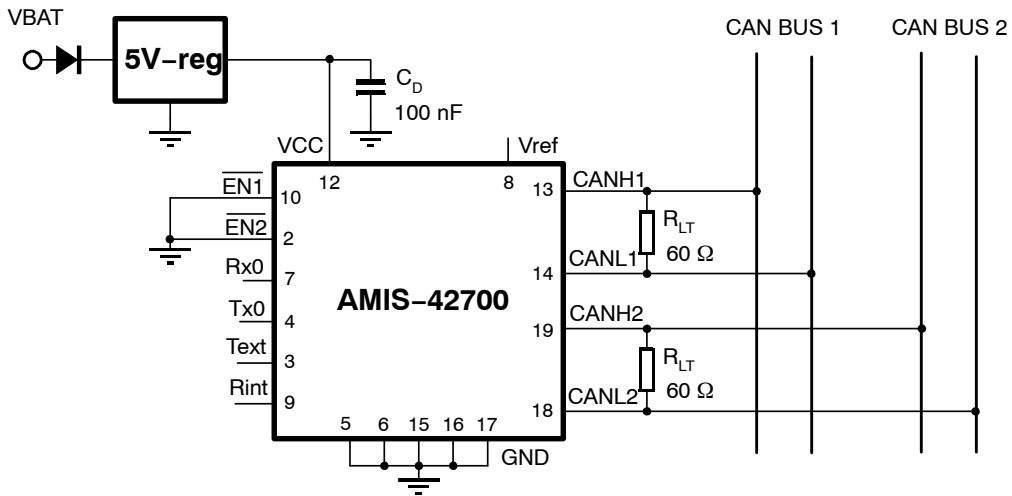 VBAT
CAN BUS 1
CAN BUS 2
5V−reg
C_D
100 nF
VCC
Vref
12
8
EN1
10
13
CANH1
R_LT
60 Ω
EN2
2
Rx0
7
14
CANL1
AMIS−42700
Tx0
4
19
CANH2
Text
3
R_LT
60 Ω
Rint
9
18
CANL2
5
6
15
16
17
GND